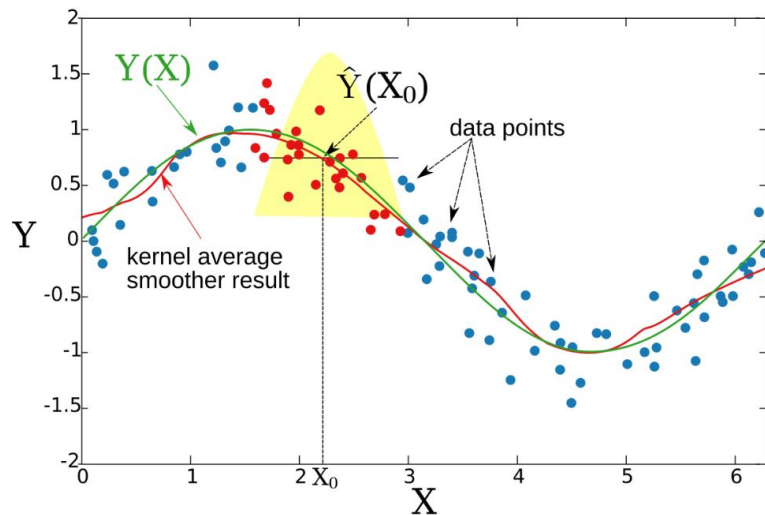 2
1.5
1
0.5
0
-0.5
-1
-1.5
-2
Y
Y(X)
Ŷ(X₀)
data points
kernel average
smoother result
0
1
2
X₀
3
4
5
6
X